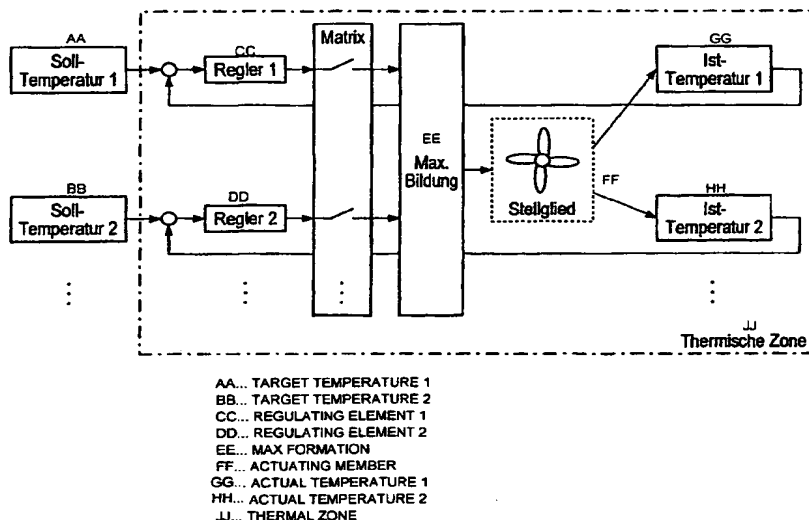 AA
Soll-
Temperatur 1
CC
Regler 1
Matrix
EE
Max.
Bildung
Stellglied
FF
GG
Ist-
Temperatur 1
BB
Soll-
Temperatur 2
DD
Regler 2
HH
Ist-
Temperatur 2
JJ
Thermische Zone
AA... TARGET TEMPERATURE 1
BB... TARGET TEMPERATURE 2
CC... REGULATING ELEMENT 1
DD... REGULATING ELEMENT 2
EE... MAX FORMATION
FF... ACTUATING MEMBER
GG... ACTUAL TEMPERATURE 1
HH... ACTUAL TEMPERATURE 2
JJ... THERMAL ZONE